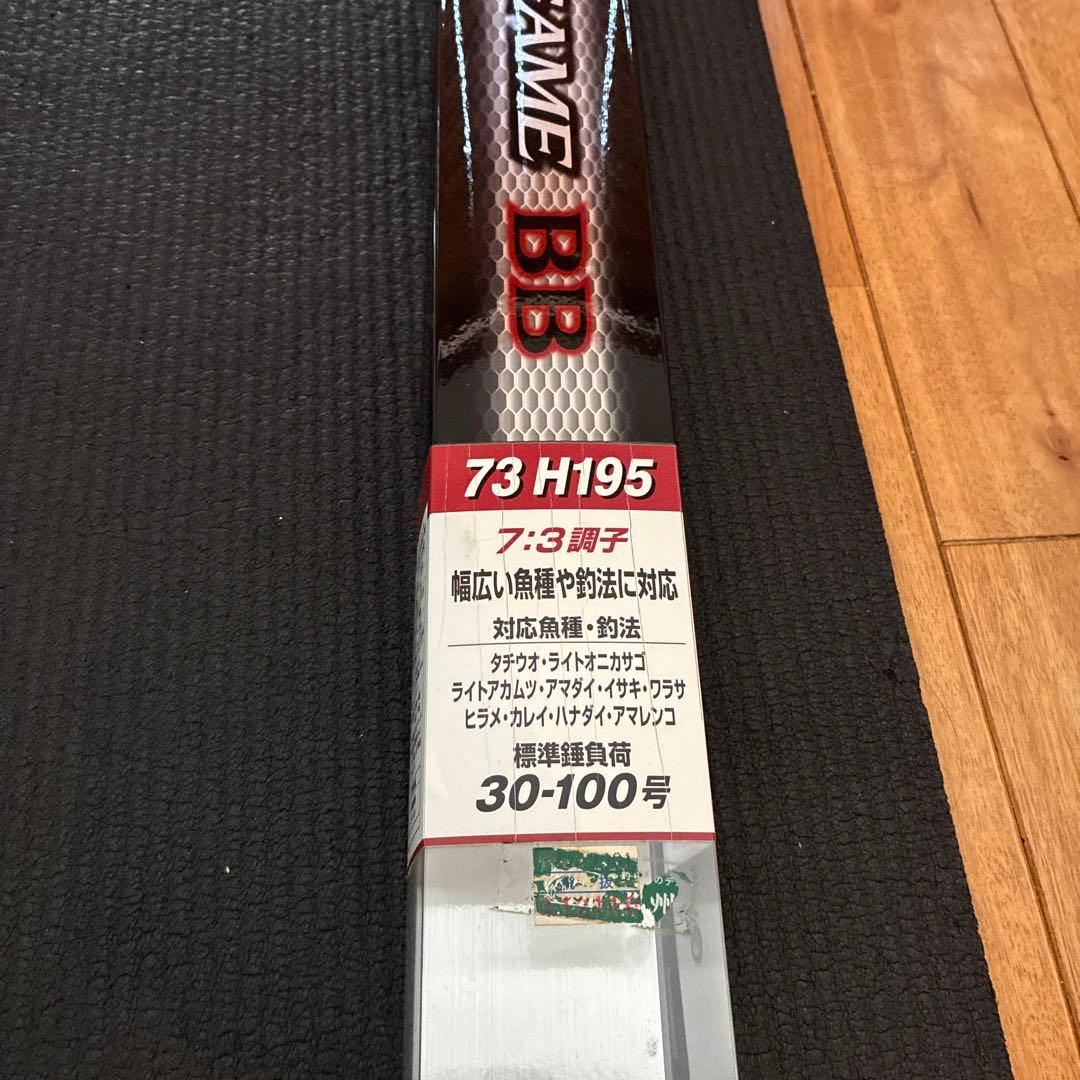 GAME
BB
73 H195
7:3調子
幅広い魚種や釣法に対応
対応魚種・釣法
タチウオ・ライトオニカサゴ
ライトアカムツ・アマダイ・イサキ・ワラサ
ヒラメ・カレイ・ハナダイ・アマレンコ
標準錘負荷
30-100号